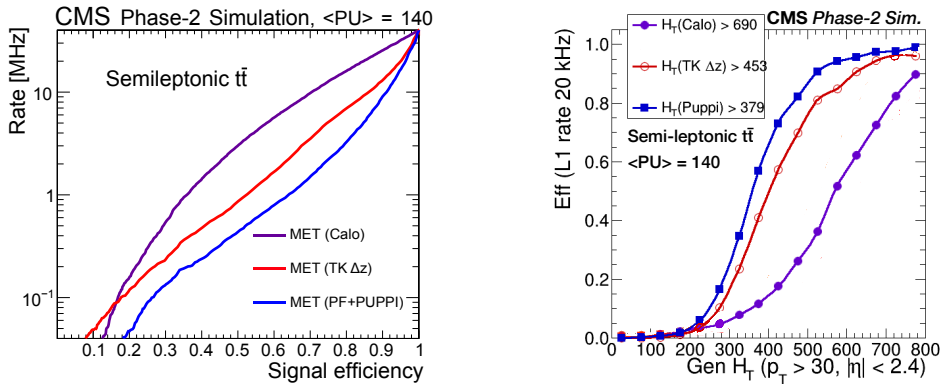 CMS Phase-2 Simulation, <PU> = 140
Rate [MHz]
10
1
10⁻¹
Semileptonic tt̄
MET (Calo)
MET (TK Δz)
MET (PF+PUPPI)
0.1 0.2 0.3 0.4 0.5 0.6 0.7 0.8 0.9 1
Signal efficiency
CMS Phase-2 Sim.
Eff (L1 rate 20 kHz)
1.0
0.8
0.6
0.4
0.2
0.0
H_T(Calo) > 690
H_T(TK Δz) > 453
H_T(Puppi) > 379
Semi-leptonic tt̄
<PU> = 140
0 100 200 300 400 500 600 700 800
Gen H_T (p_T > 30, |η| < 2.4)